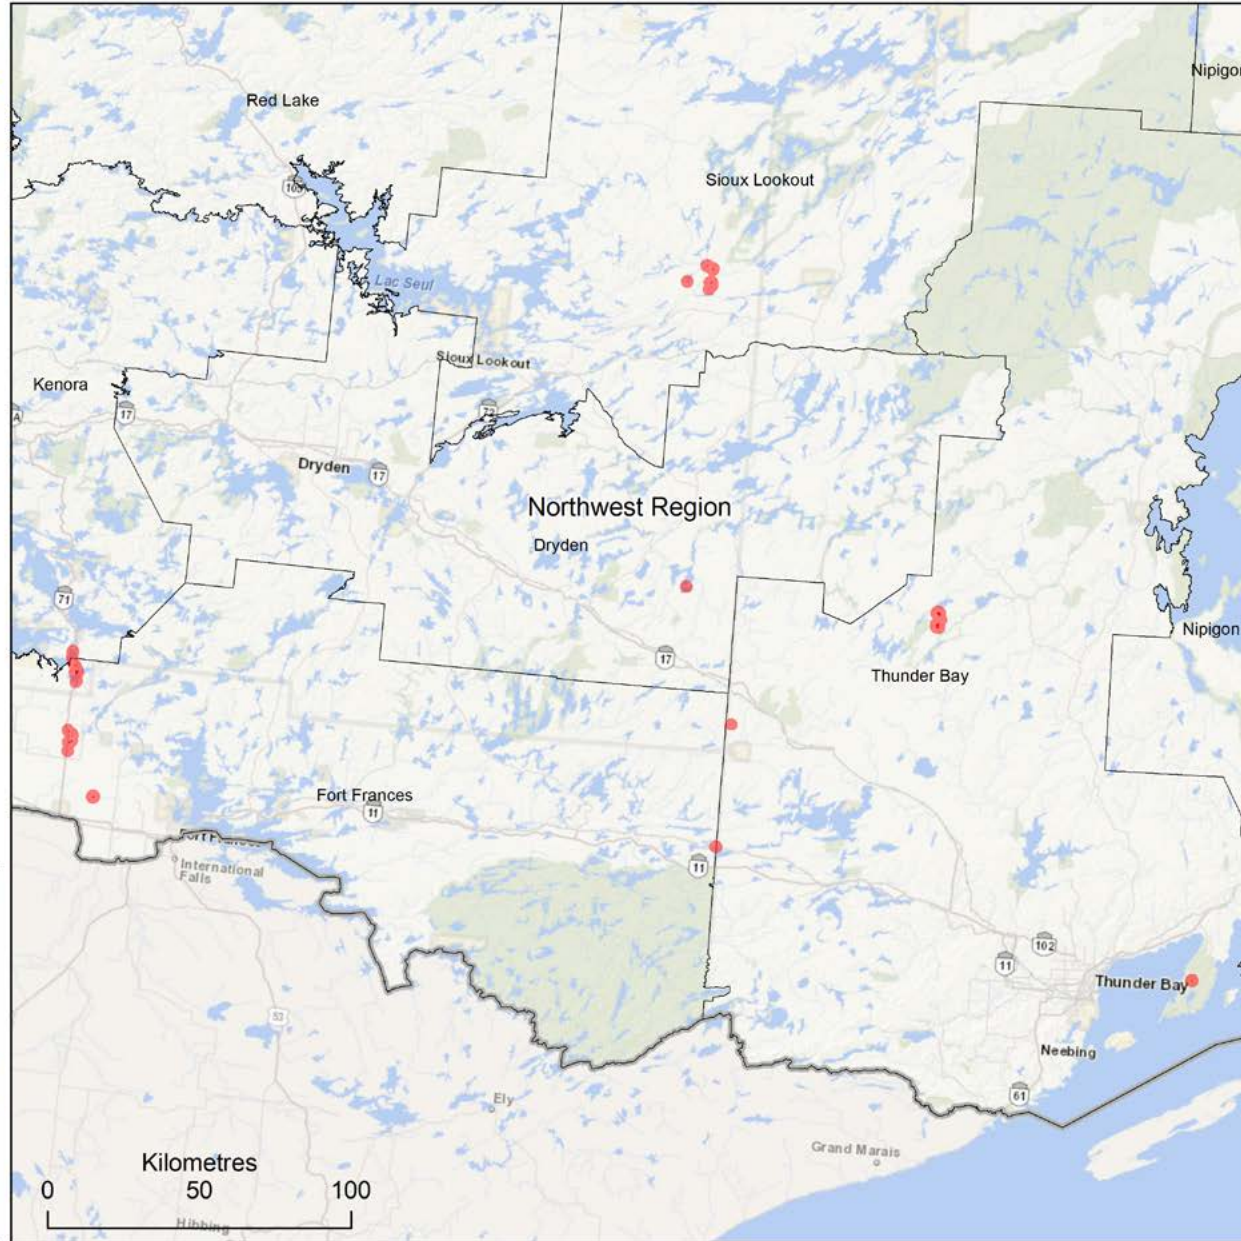 Nipigon
Red Lake
105
Sioux Lookout
Lac Seul
Sioux Lookout
Kenora
17
72
Dryden
17
Northwest Region
Dryden
71
Nipigon
17
Thunder Bay
Fort Frances
11
Fort Frances
International
Falls
11
102
11
Thunder Bay
53
Neebing
61
Ely
Grand Marais
Kilometres
0 50 100
Hibbing